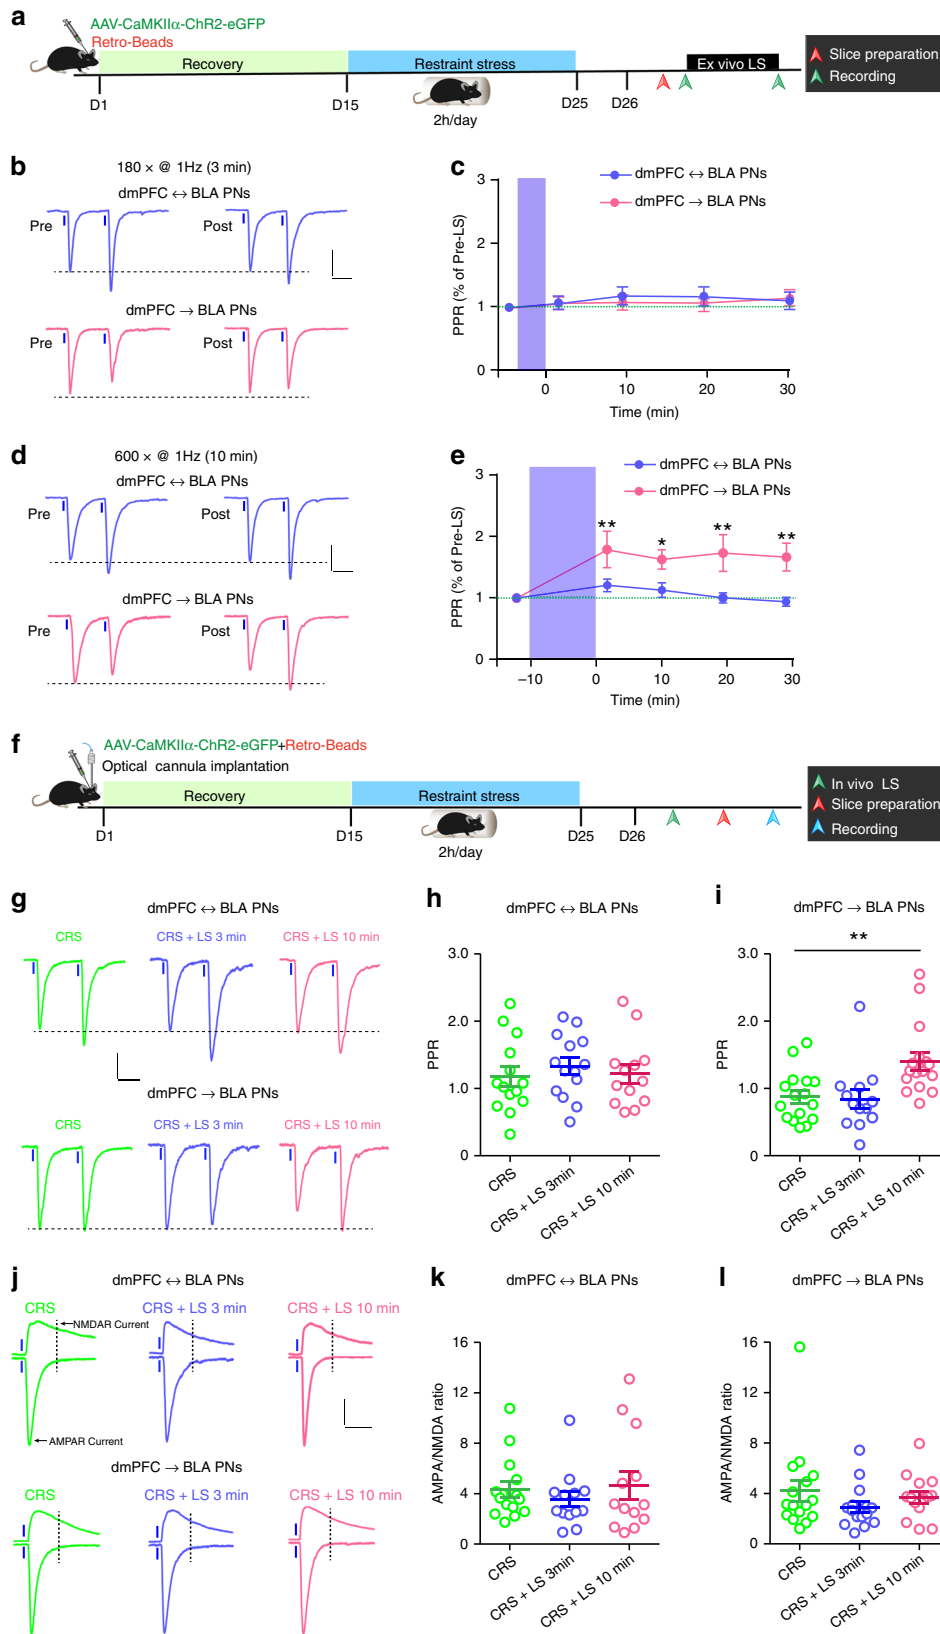 a
AAV-CaMKIIα-ChR2-eGFP
Retro-Beads
Recovery
Restraint stress
Ex vivo LS
Slice preparation
Recording
D1
D15
2h/day
D25
D26
b
180 × @ 1Hz (3 min)
dmPFC ↔ BLA PNs
Pre
Post
dmPFC → BLA PNs
Pre
Post
c
dmPFC ↔ BLA PNs
dmPFC → BLA PNs
PPR (% of Pre-LS)
3
2
1
0
0
10
20
30
Time (min)
d
600 × @ 1Hz (10 min)
dmPFC ↔ BLA PNs
Pre
Post
dmPFC → BLA PNs
Pre
Post
e
dmPFC ↔ BLA PNs
dmPFC → BLA PNs
PPR (% of Pre-LS)
3
2
1
0
**
*
**
**
–10
0
10
20
30
Time (min)
f
AAV-CaMKIIα-ChR2-eGFP+Retro-Beads
Optical cannula implantation
Recovery
Restraint stress
In vivo LS
Slice preparation
Recording
D1
D15
2h/day
D25
D26
g
dmPFC ↔ BLA PNs
CRS
CRS + LS 3 min
CRS + LS 10 min
dmPFC → BLA PNs
CRS
CRS + LS 3 min
CRS + LS 10 min
h
dmPFC ↔ BLA PNs
PPR
3.0
2.0
1.0
0
CRS
CRS + LS 3min
CRS + LS 10 min
i
dmPFC → BLA PNs
**
PPR
3.0
2.0
1.0
0
CRS
CRS + LS 3min
CRS + LS 10 min
j
dmPFC ↔ BLA PNs
CRS
CRS + LS 3 min
CRS + LS 10 min
NMDAR Current
AMPAR Current
dmPFC → BLA PNs
CRS
CRS + LS 3 min
CRS + LS 10 min
k
dmPFC ↔ BLA PNs
AMPA/NMDA ratio
16
12
8
4
0
CRS
CRS + LS 3min
CRS + LS 10 min
l
dmPFC → BLA PNs
AMPA/NMDA ratio
16
12
8
4
0
CRS
CRS + LS 3min
CRS + LS 10 min